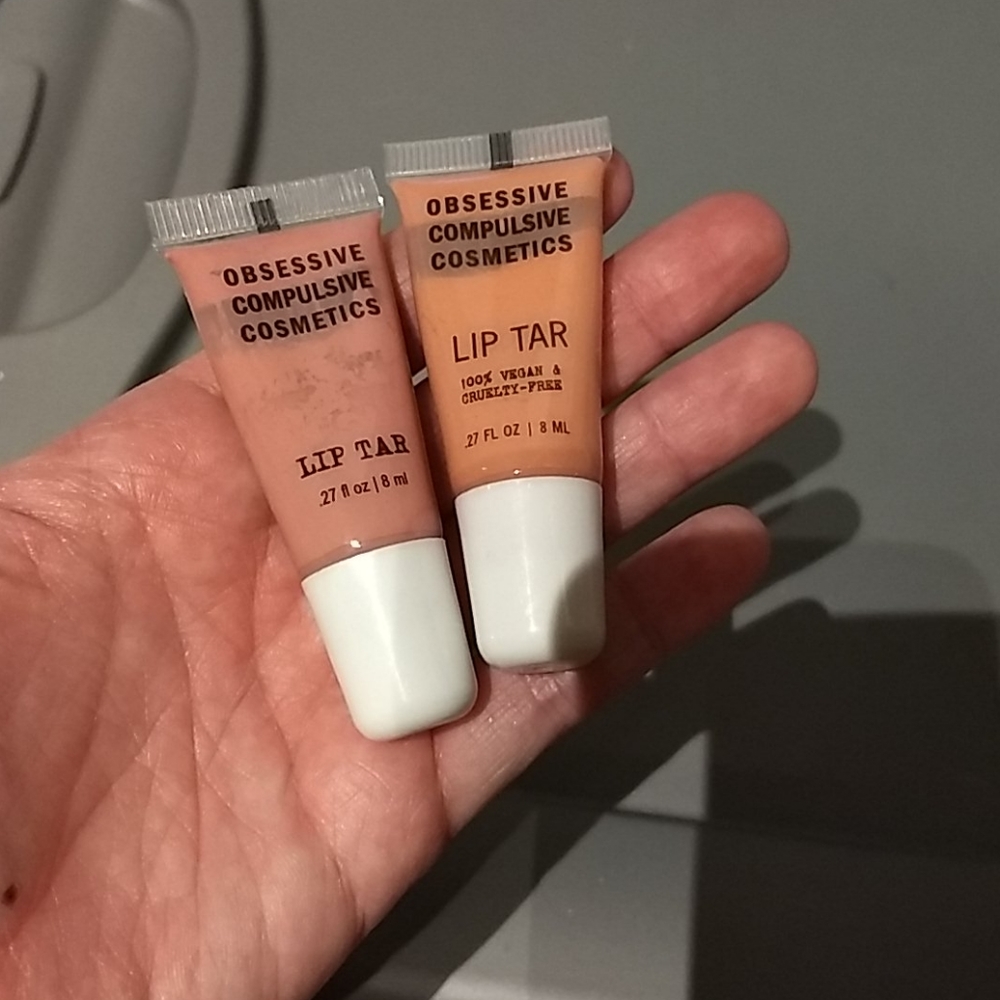 OBSESSIVE
COMPULSIVE
COSMETICS
LIP TAR
.27 fl oz | 8 ml
OBSESSIVE
COMPULSIVE
COSMETICS
LIP TAR
100% VEGAN &
CRUELTY-FREE
.27 FL OZ | 8 ML